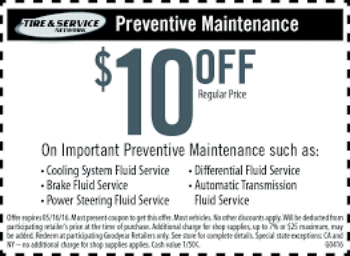 TIRE & SERVICE
NETWORK
Preventive Maintenance
$10 OFF
Regular Price
On Important Preventive Maintenance such as:
• Cooling System Fluid Service
• Brake Fluid Service
• Power Steering Fluid Service
• Differential Fluid Service
• Automatic Transmission
Fluid Service
Offer expires 05/16/16. Must present coupon to get this offer. Most vehicles. No other discounts apply. Will be deducted from
participating retailer's price at the time of purchase. Additional charge for shop supplies, up to 7% or $25 maximum, may
be added. Redeem at participating Goodyear Retailers only. See store for complete details. Special state exceptions: CA and
NY – no additional charge for shop supplies applies. Cash value 1/50¢.
G0416